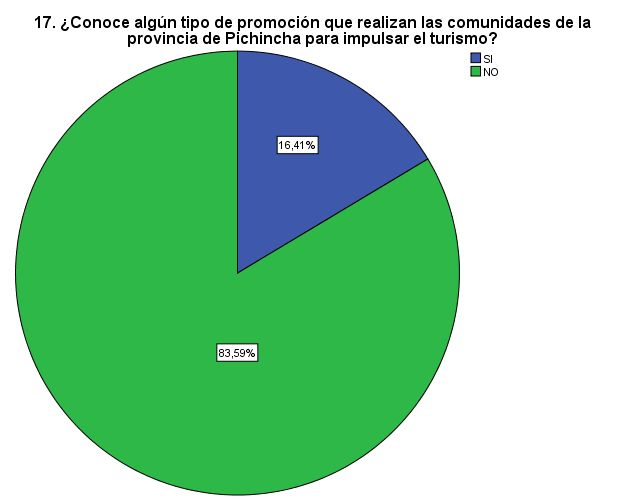 17. ¿Conoce algún tipo de promoción que realizan las comunidades de la
provincia de Pichincha para impulsar el turismo?
SI
NO
16,41%
83,59%